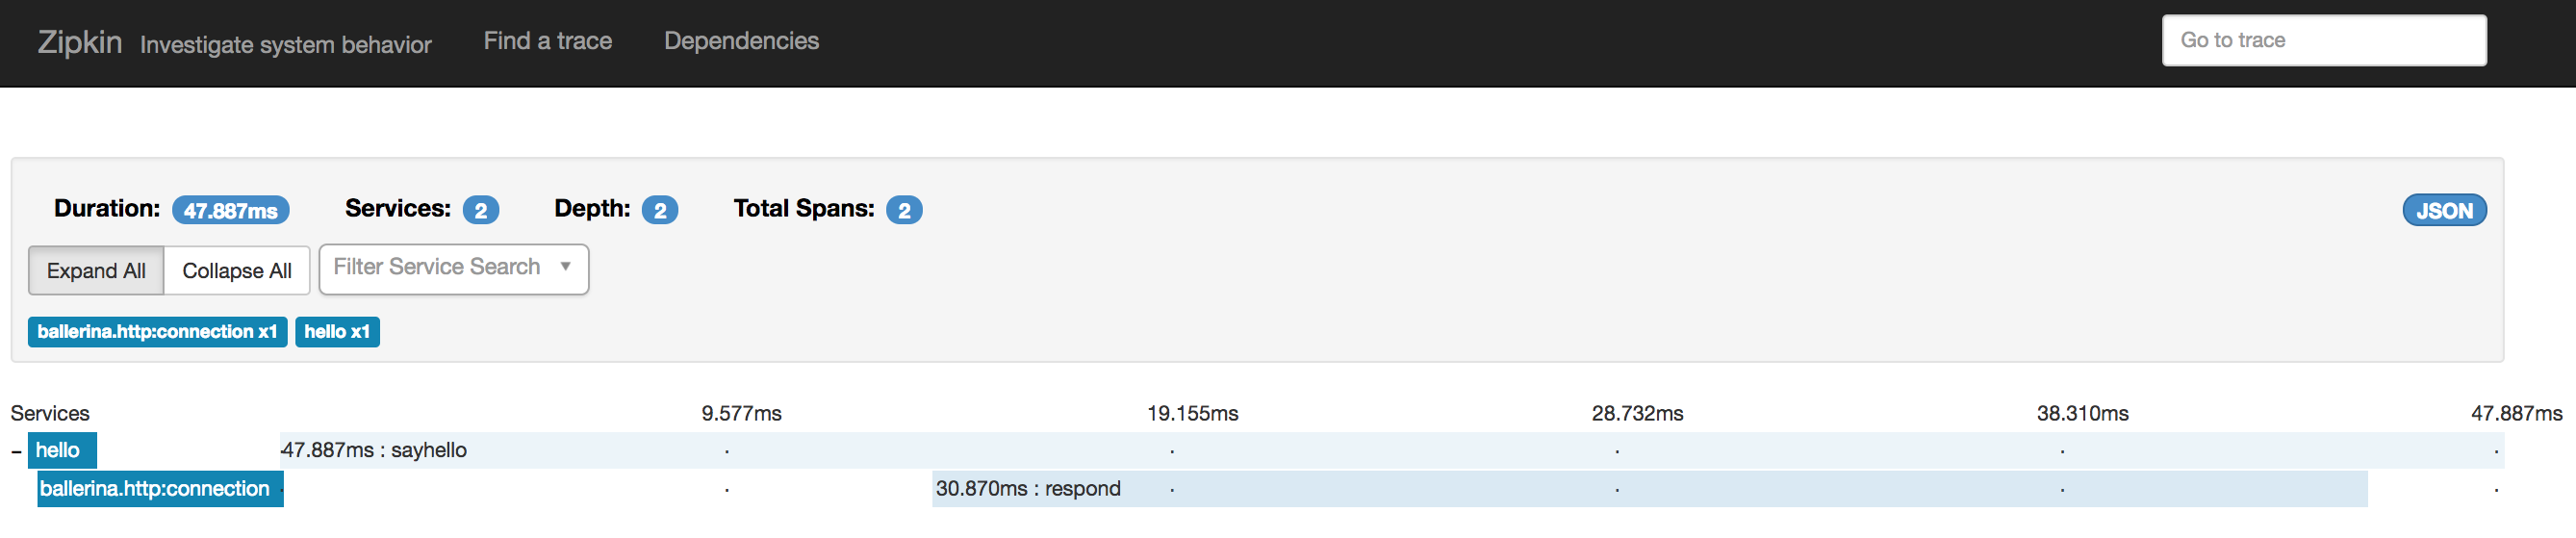 Zipkin Investigate system behavior Find a trace Dependencies Go to trace
Duration: 47.887ms Services: 2 Depth: 2 Total Spans: 2 JSON
Expand All Collapse All Filter Service Search
ballerina.http:connection x1 hello x1
Services 9.577ms 19.155ms 28.732ms 38.310ms 47.887ms
- hello 47.887ms : sayhello
ballerina.http:connection 30.870ms : respond